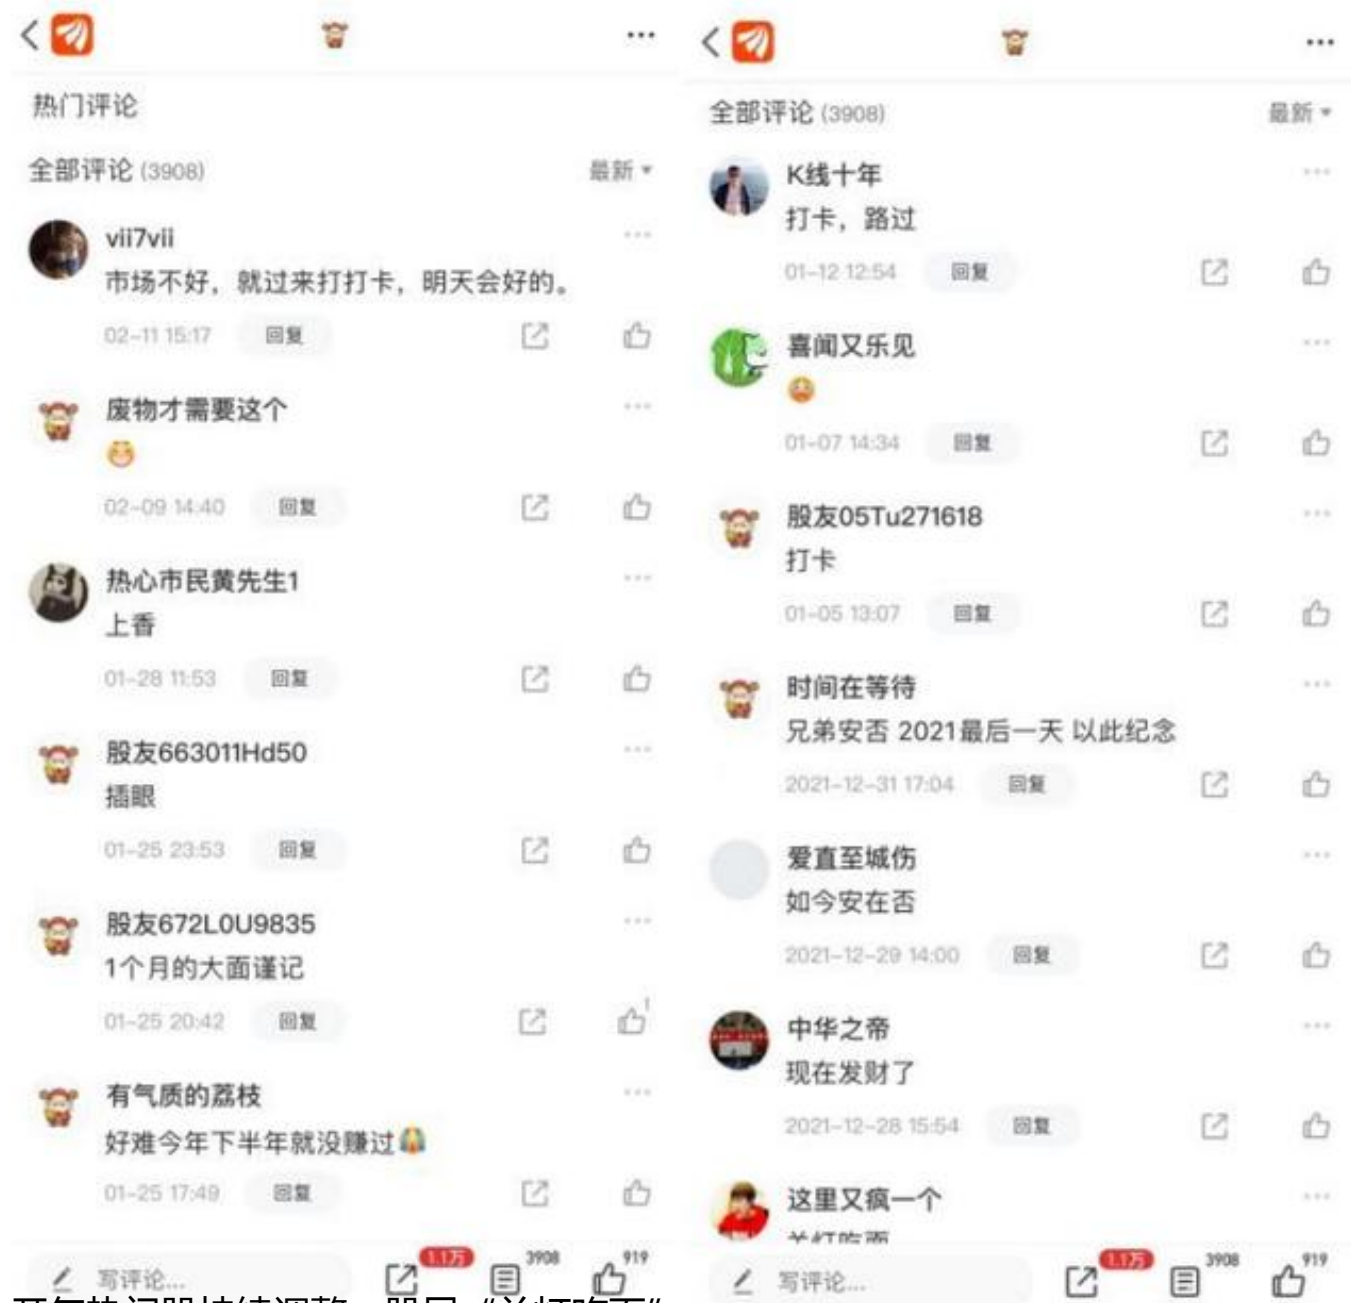 热门评论
全部评论 (3908) 最新
vii7vii
市场不好，就过来打打卡，明天会好的。
02-11 15:17 回复
废物才需要这个
02-09 14:40 回复
热心市民黄先生1
上香
01-28 11:53 回复
股友663011Hd50
插眼
01-25 23:53 回复
股友672L0U9835
1个月的大面谨记
01-25 20:42 回复 1
有气质的荔枝
好难今年下半年就没赚过
01-25 17:49 回复
写评论... 1.1万 3908 919
全部评论 (3908) 最新
K线十年
打卡，路过
01-12 12:54 回复
喜闻又乐见
01-07 14:34 回复
股友05Tu271618
打卡
01-05 13:07 回复
时间在等待
兄弟安否 2021最后一天 以此纪念
2021-12-31 17:04 回复
爱直至城伤
如今安在否
2021-12-29 14:00 回复
中华之帝
现在发财了
2021-12-28 15:54 回复
这里又疯一个
关灯吃面
写评论... 1.1万 3908 919